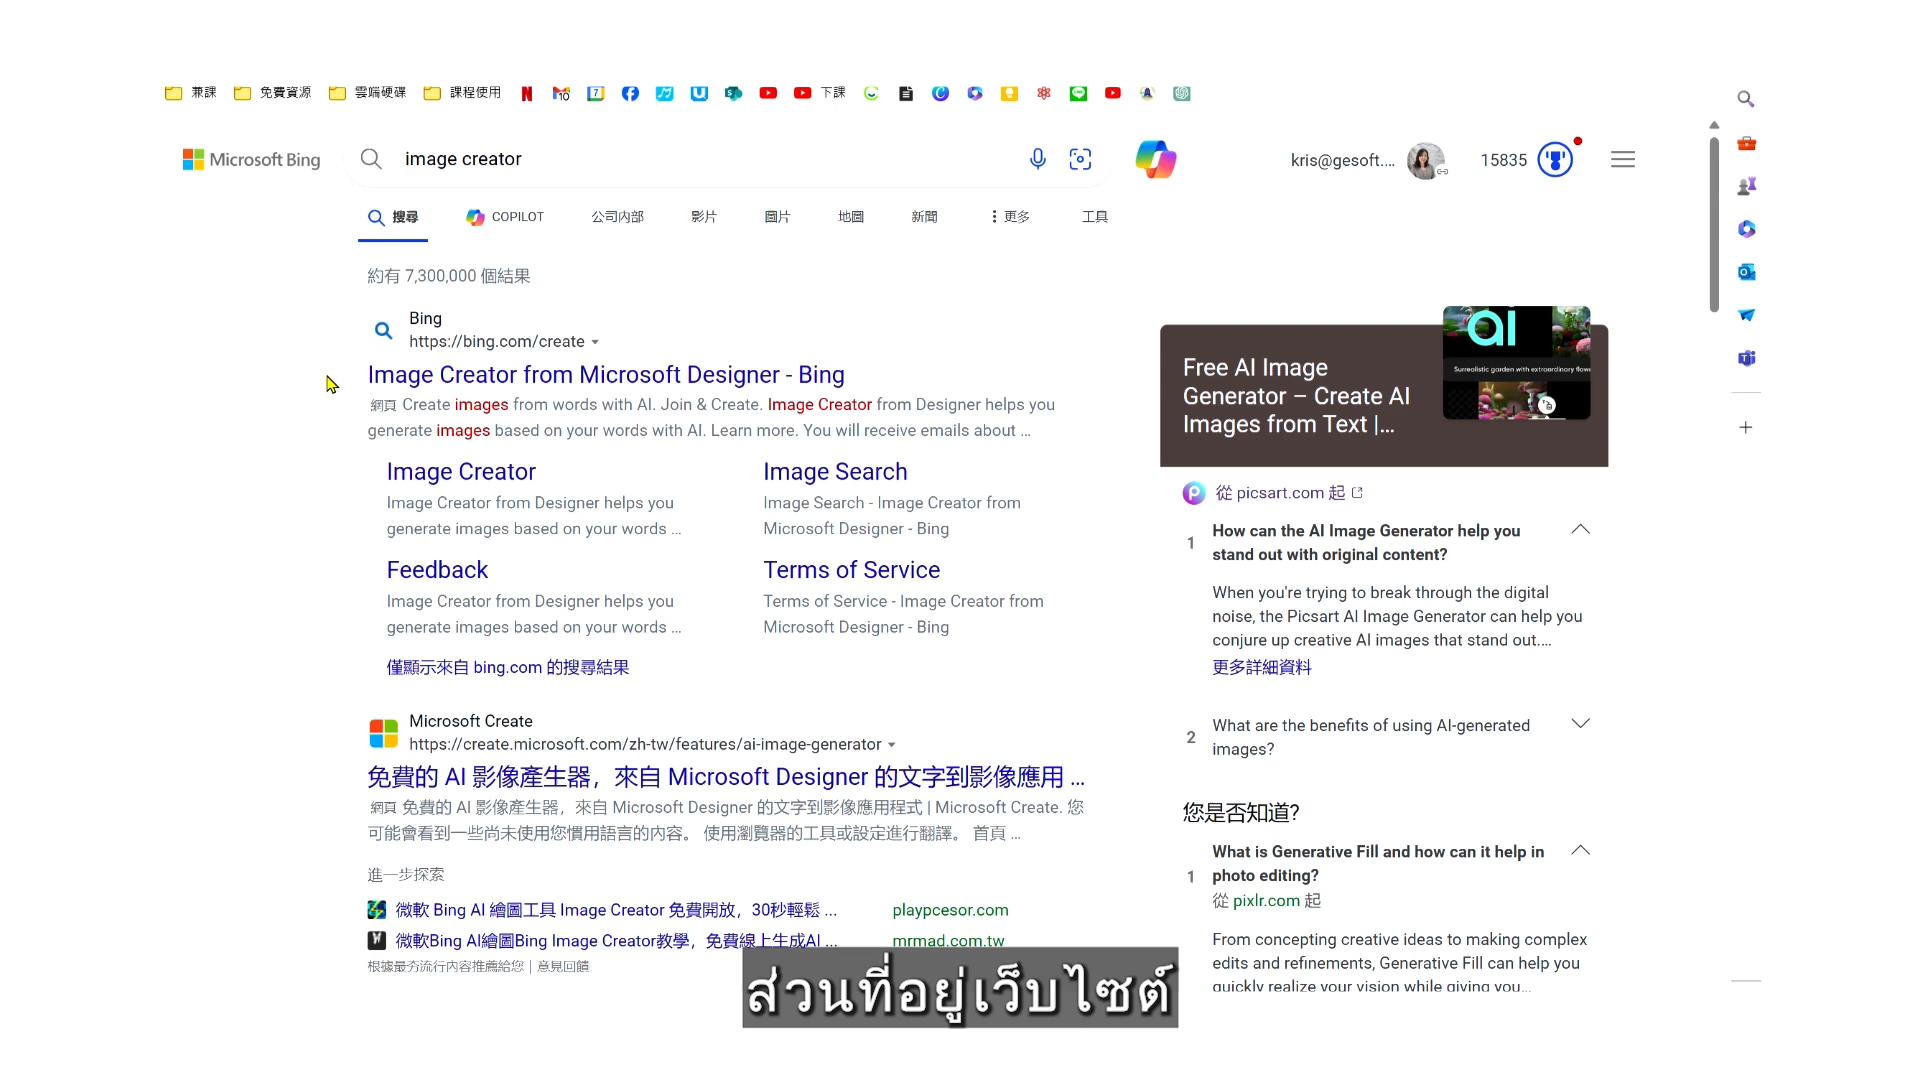 兼課 免費資源 雲端硬碟 課程使用 下課
Microsoft Bing
image creator
kris@gesoft....
15835
搜尋 COPILOT 公司內部 影片 圖片 地圖 新聞 更多 工具
約有 7,300,000 個結果
Bing
https://bing.com/create
Image Creator from Microsoft Designer - Bing
網頁 Create images from words with AI. Join & Create. Image Creator from Designer helps you
generate images based on your words with AI. Learn more. You will receive emails about ...
Image Creator
Image Creator from Designer helps you
generate images based on your words ...
Image Search
Image Search - Image Creator from
Microsoft Designer - Bing
Feedback
Image Creator from Designer helps you
generate images based on your words ...
Terms of Service
Terms of Service - Image Creator from
Microsoft Designer - Bing
僅顯示來自 bing.com 的搜尋結果
Microsoft Create
https://create.microsoft.com/zh-tw/features/ai-image-generator
免費的 AI 影像產生器，來自 Microsoft Designer 的文字到影像應用 ...
網頁 免費的 AI 影像產生器，來自 Microsoft Designer 的文字到影像應用程式 | Microsoft Create. 您
可能會看到一些尚未使用您慣用語言的內容。 使用瀏覽器的工具或設定進行翻譯。 首頁 ...
進一步探索
微軟 Bing AI 繪圖工具 Image Creator 免費開放，30秒輕鬆 ...
playpcesor.com
微軟Bing AI繪圖Bing Image Creator教學，免費線上生成AI ...
mrmad.com.tw
根據最夯流行內容推薦給您 | 意見回饋
Free AI Image
Generator – Create AI
Images from Text |...
ai
Surrealistic garden with extraordinary flow
從 picsart.com 起
1
How can the AI Image Generator help you
stand out with original content?
When you're trying to break through the digital
noise, the Picsart AI Image Generator can help you
conjure up creative AI images that stand out....
更多詳細資料
2
What are the benefits of using AI-generated
images?
您是否知道?
1
What is Generative Fill and how can it help in
photo editing?
從 pixlr.com 起
From concepting creative ideas to making complex
edits and refinements, Generative Fill can help you
quickly realize your vision while giving you...
ส่วนที่อยู่เว็บไซต์